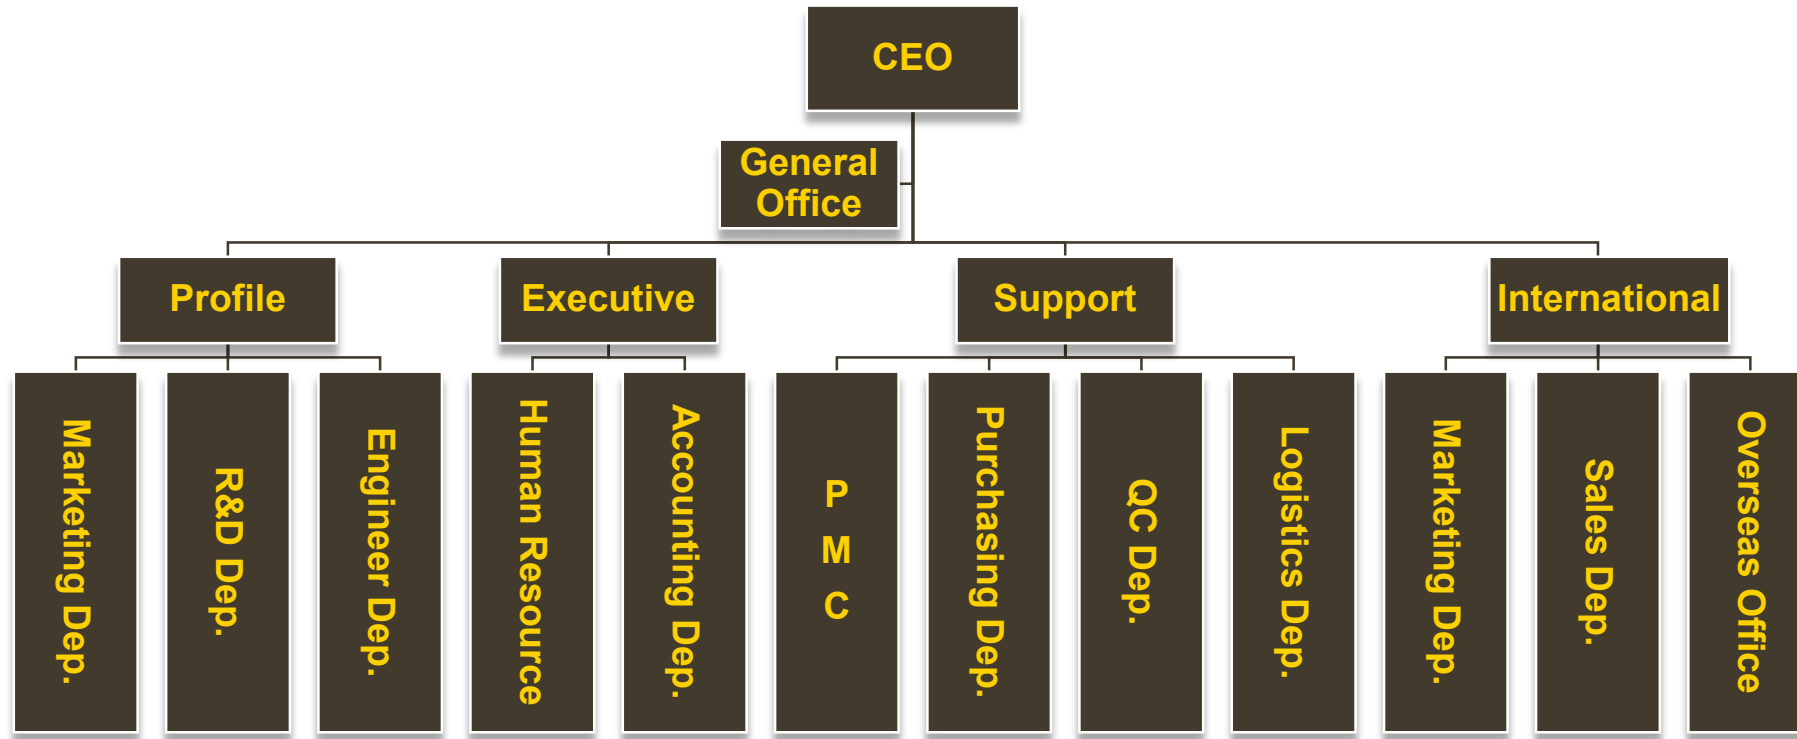 CEO
General
Office
Profile
Executive
Support
International
Marketing Dep.
R&D Dep.
Engineer Dep.
Human Resource
Accounting Dep.
P
M
C
Purchasing Dep.
QC Dep.
Logistics Dep.
Marketing Dep.
Sales Dep.
Overseas Office